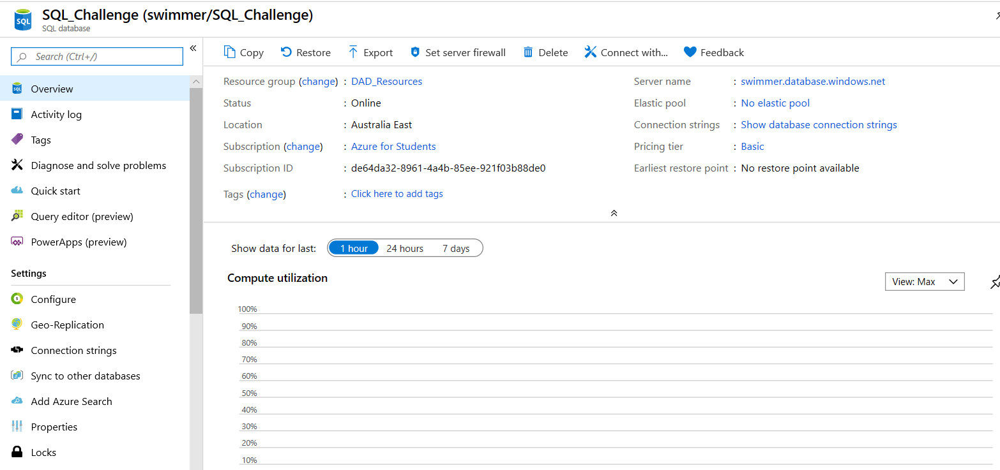 SQL
SQL_Challenge (swimmer/SQL_Challenge)
SQL database
Search (Ctrl+/)
«
Overview
Activity log
Tags
Diagnose and solve problems
Quick start
Query editor (preview)
PowerApps (preview)
Settings
Configure
Geo-Replication
Connection strings
Sync to other databases
Add Azure Search
Properties
Locks
Copy Restore Export Set server firewall Delete Connect with... Feedback
Resource group (change) : DAD_Resources
Status : Online
Location : Australia East
Subscription (change) : Azure for Students
Subscription ID : de64da32-8961-4a4b-85ee-921f03b88de0
Tags (change) : Click here to add tags
Server name : swimmer.database.windows.net
Elastic pool : No elastic pool
Connection strings : Show database connection strings
Pricing tier : Basic
Earliest restore point : No restore point available
Show data for last: 1 hour 24 hours 7 days
Compute utilization
View: Max
100%
90%
80%
70%
60%
50%
40%
30%
20%
10%